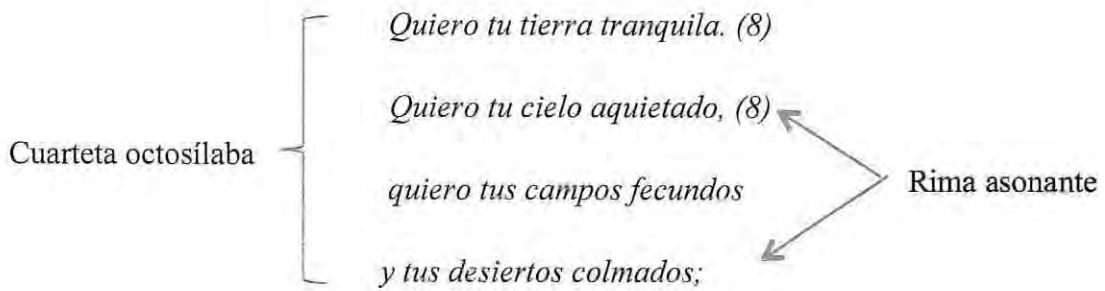 Quiero tu tierra tranquila. (8)
Quiero tu cielo aquietado, (8)
Cuarteta octosílaba
quiero tus campos fecundos
Rima asonante
y tus desiertos colmados;